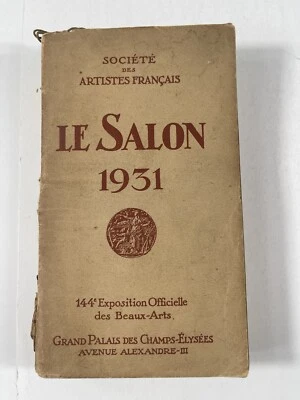 SOCIÉTÉ
DES
ARTISTES FRANÇAIS
LE SALON
1931
144e Exposition Officielle
des Beaux-Arts
GRAND PALAIS DES CHAMPS-ÉLYSÉES
AVENUE ALEXANDRE-III